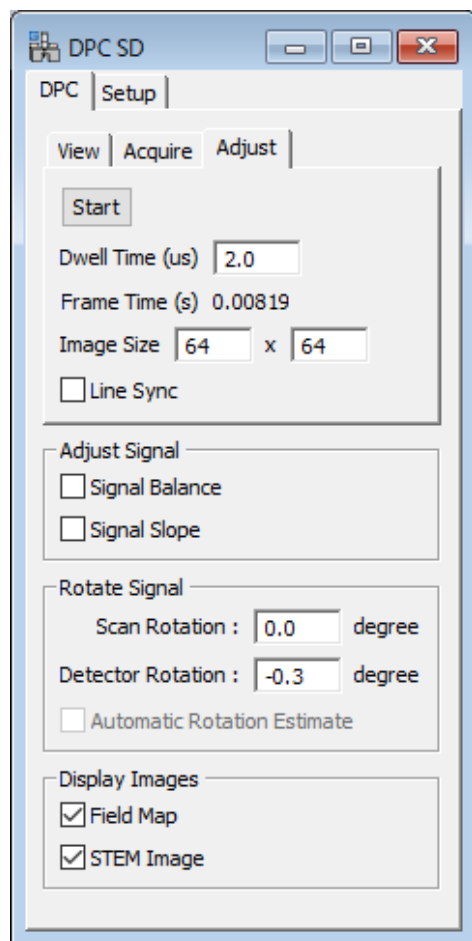 DPC SD
DPC Setup
View Acquire Adjust
Start
Dwell Time (us) 2.0
Frame Time (s) 0.00819
Image Size 64 x 64
Line Sync
Adjust Signal
Signal Balance
Signal Slope
Rotate Signal
Scan Rotation : 0.0 degree
Detector Rotation : -0.3 degree
Automatic Rotation Estimate
Display Images
Field Map
STEM Image